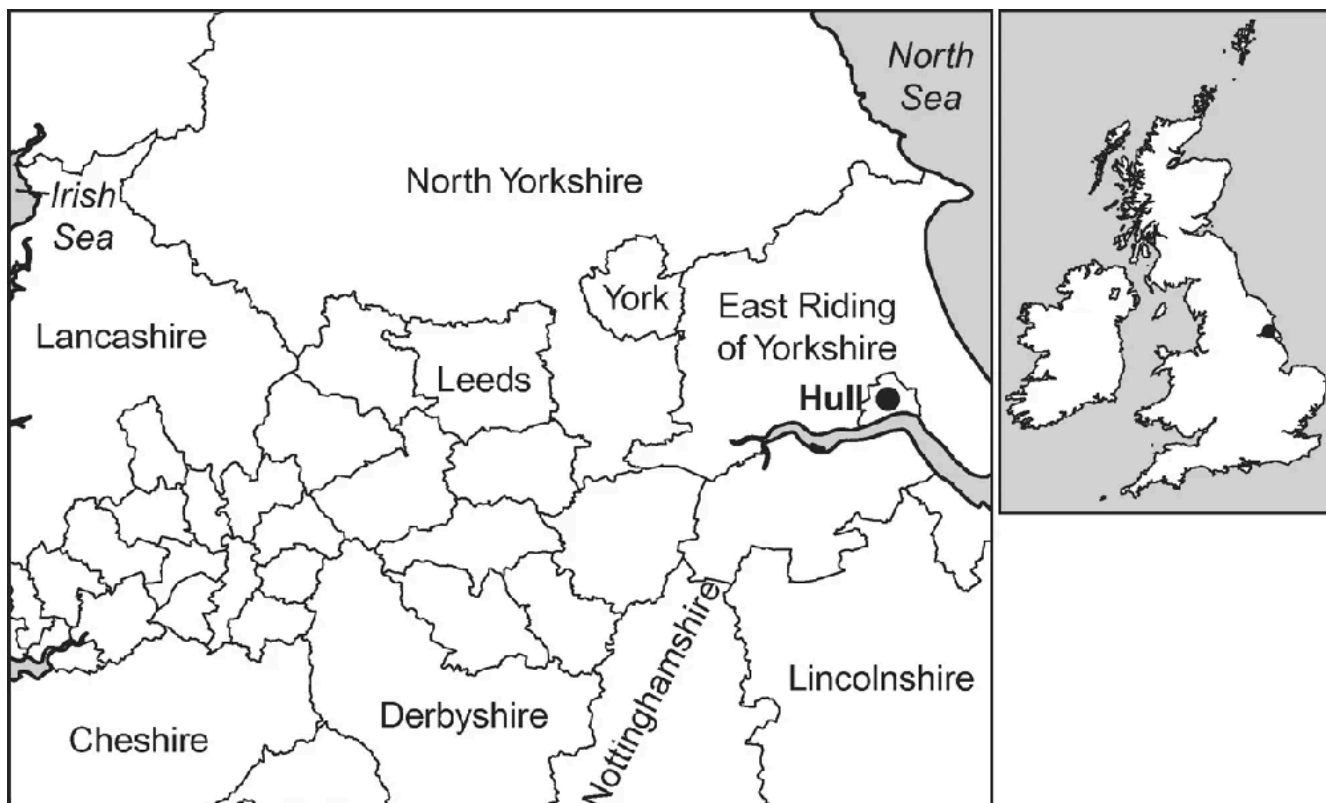 North
Sea
North Yorkshire
Irish
Sea
York
East Riding
of Yorkshire
Lancashire
Leeds
Hull
Nottinghamshire
Lincolnshire
Derbyshire
Cheshire